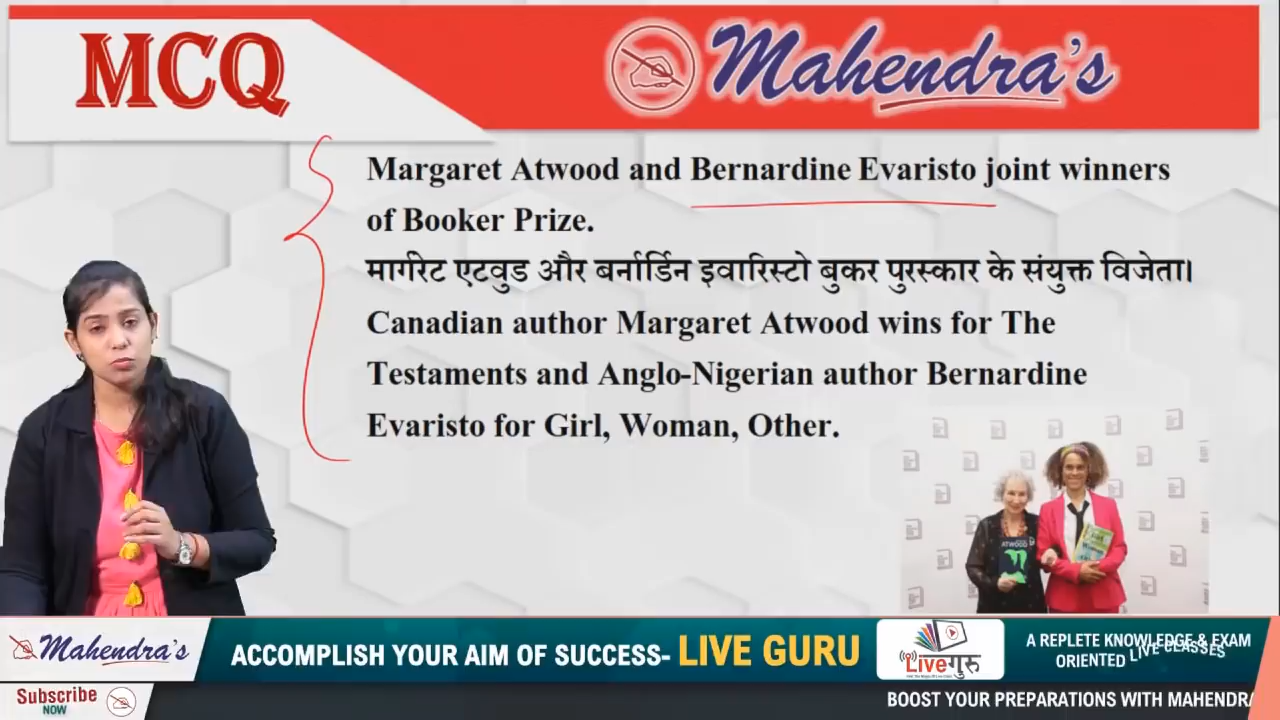 MCQ
Mahendra's
Margaret Atwood and Bernardine Evaristo joint winners
of Booker Prize.
मार्गरेट एटवुड और बर्नार्डिन इवारिस्टो बुकर पुरस्कार के संयुक्त विजेता।
Canadian author Margaret Atwood wins for The
Testaments and Anglo-Nigerian author Bernardine
Evaristo for Girl, Woman, Other.
ATWOOD
Mahendra's
ACCOMPLISH YOUR AIM OF SUCCESS- LIVE GURU
Live गुरु
A REPLETE KNOWLEDGE & EXAM
ORIENTED LIVE CLASSES
Subscribe
NOW
BOOST YOUR PREPARATIONS WITH MAHENDRA